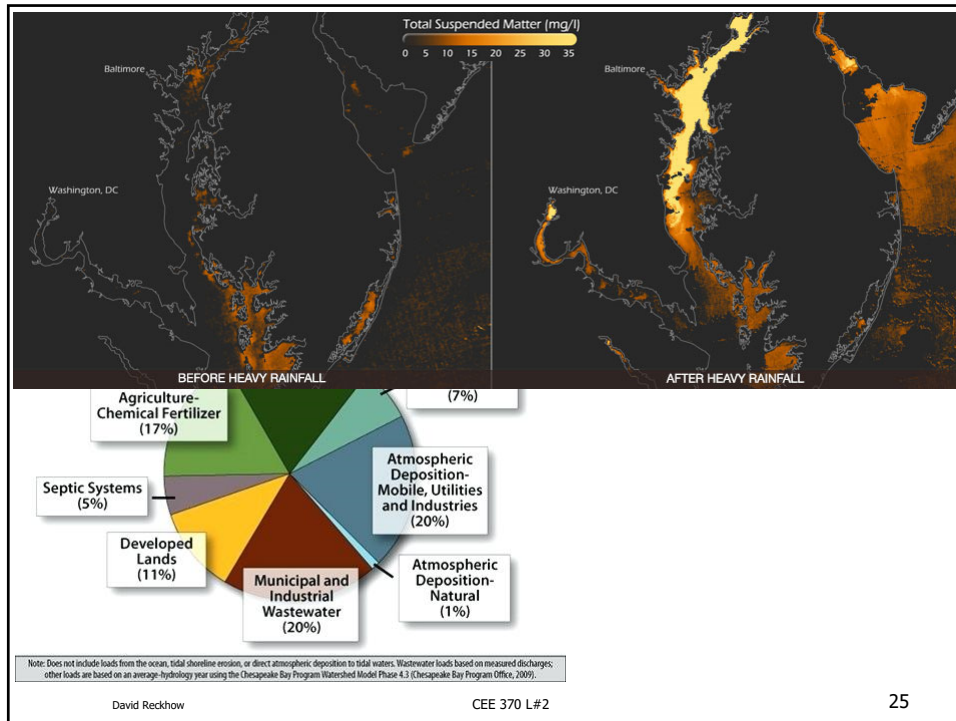 Total Suspended Matter (mg/l)
0 5 10 15 20 25 30 35
Baltimore
Washington, DC
BEFORE HEAVY RAINFALL
Baltimore
Washington, DC
AFTER HEAVY RAINFALL
Agriculture-
Chemical Fertilizer
(17%)
(7%)
Septic Systems
(5%)
Atmospheric
Deposition-
Mobile, Utilities
and Industries
(20%)
Developed
Lands
(11%)
Municipal and
Industrial
Wastewater
(20%)
Atmospheric
Deposition-
Natural
(1%)
Note: Does not include loads from the ocean, tidal shoreline erosion, or direct atmospheric deposition to tidal waters. Wastewater loads based on measured discharges;
other loads are based on an average-hydrology year using the Chesapeake Bay Program Watershed Model Phase 4.3 (Chesapeake Bay Program Office, 2009).
David Reckhow
CEE 370 L#2
25